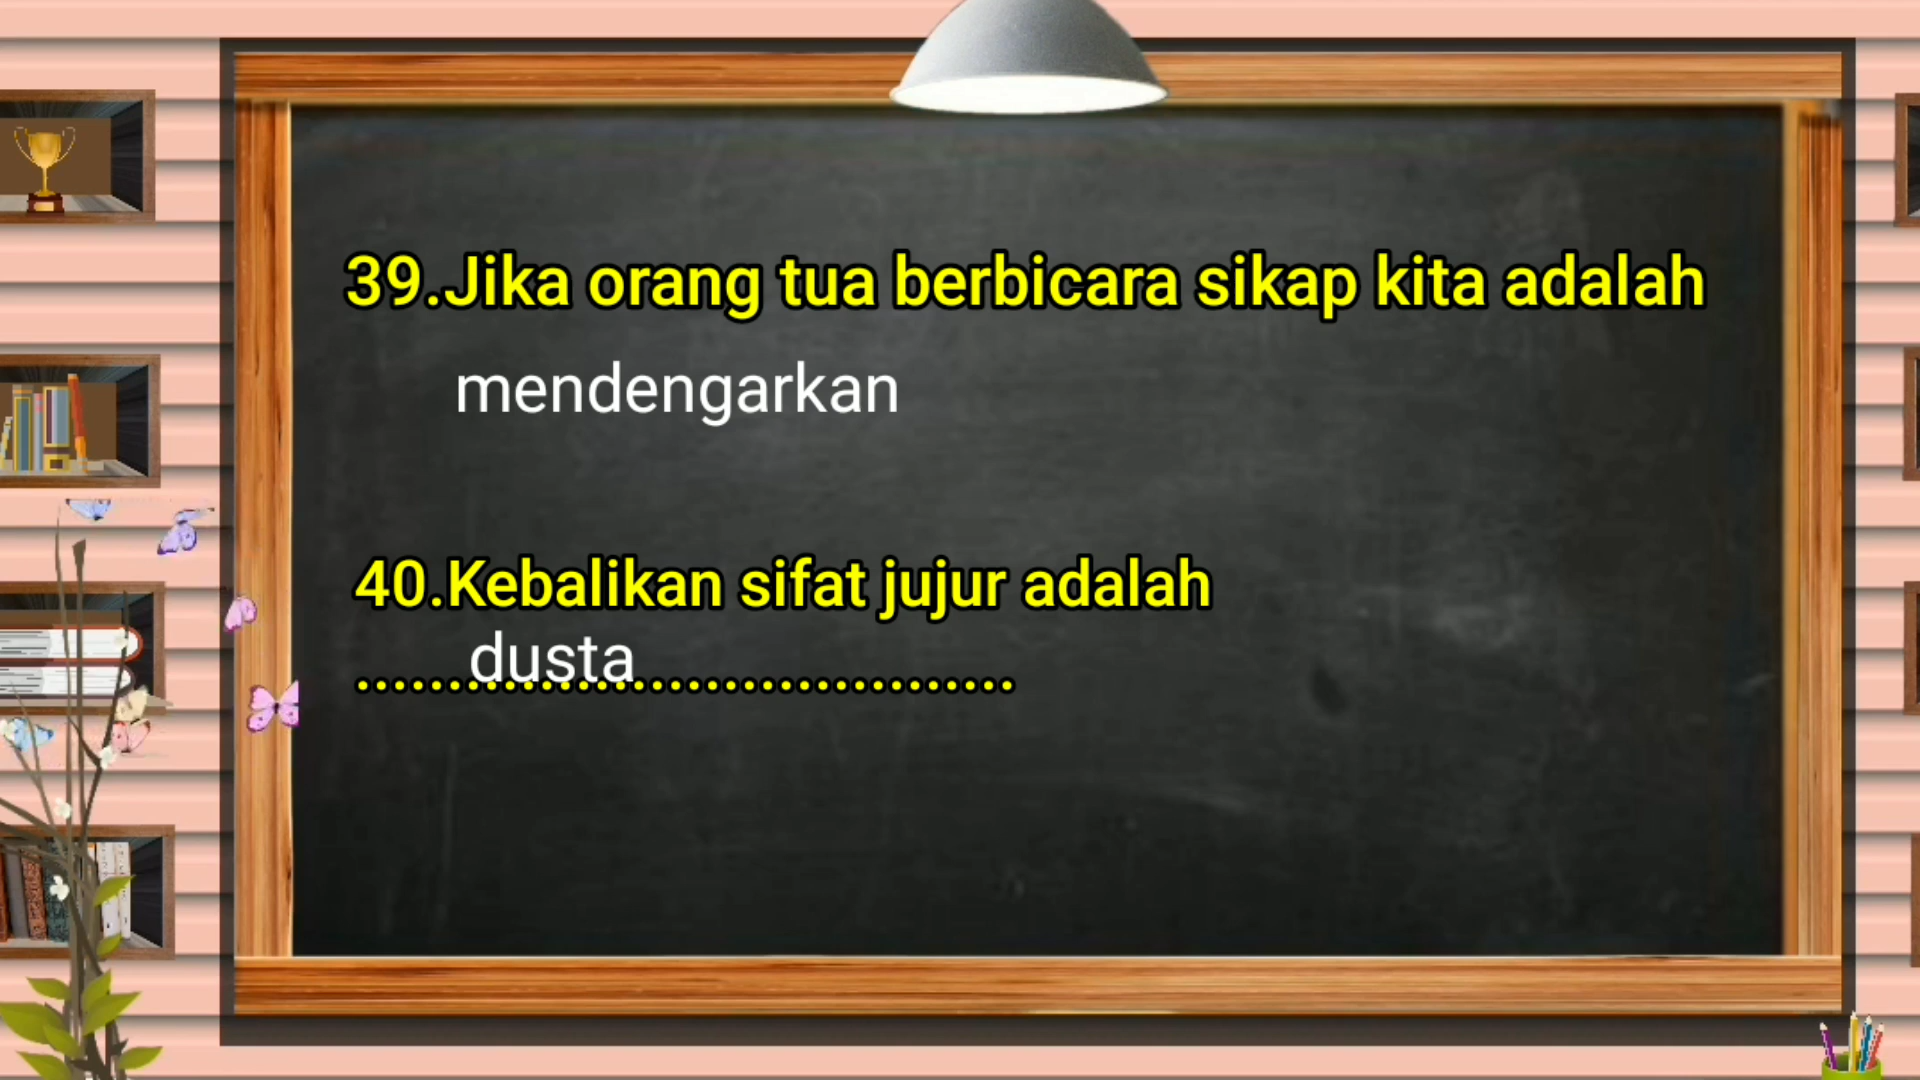 39.Jika orang tua berbicara sikap kita adalah
mendengarkan
40.Kebalikan sifat jujur adalah
dusta
....................................